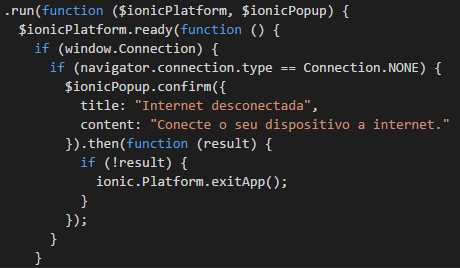 .run(function ($ionicPlatform, $ionicPopup) {
  $ionicPlatform.ready(function () {
    if (window.Connection) {
      if (navigator.connection.type == Connection.NONE) {
        $ionicPopup.confirm({
          title: "Internet desconectada",
          content: "Conecte o seu dispositivo a internet."
        }).then(function (result) {
          if (!result) {
            ionic.Platform.exitApp();
          }
        });
      }
    }